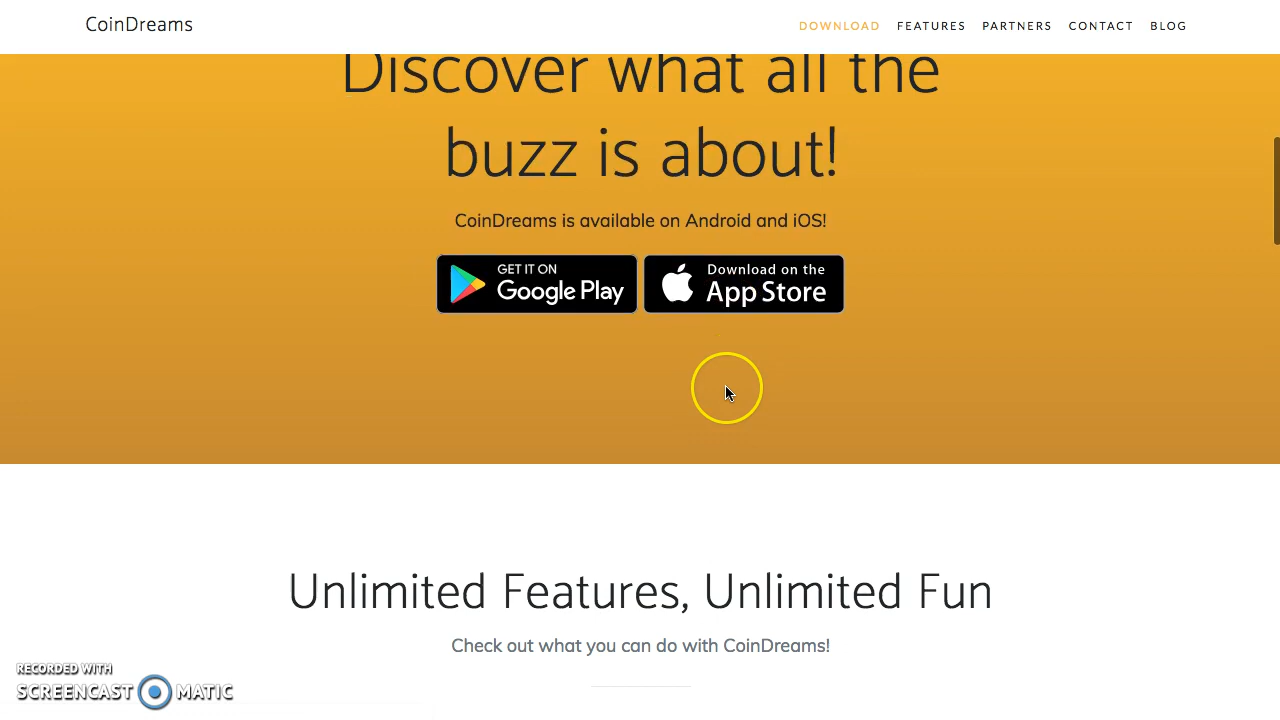 CoinDreams
DOWNLOAD FEATURES PARTNERS CONTACT BLOG
Discover what all the
buzz is about!
CoinDreams is available on Android and iOS!
GET IT ON
Google Play
Download on the
App Store
Unlimited Features, Unlimited Fun
Check out what you can do with CoinDreams!
RECORDED WITH
SCREENCAST MATIC